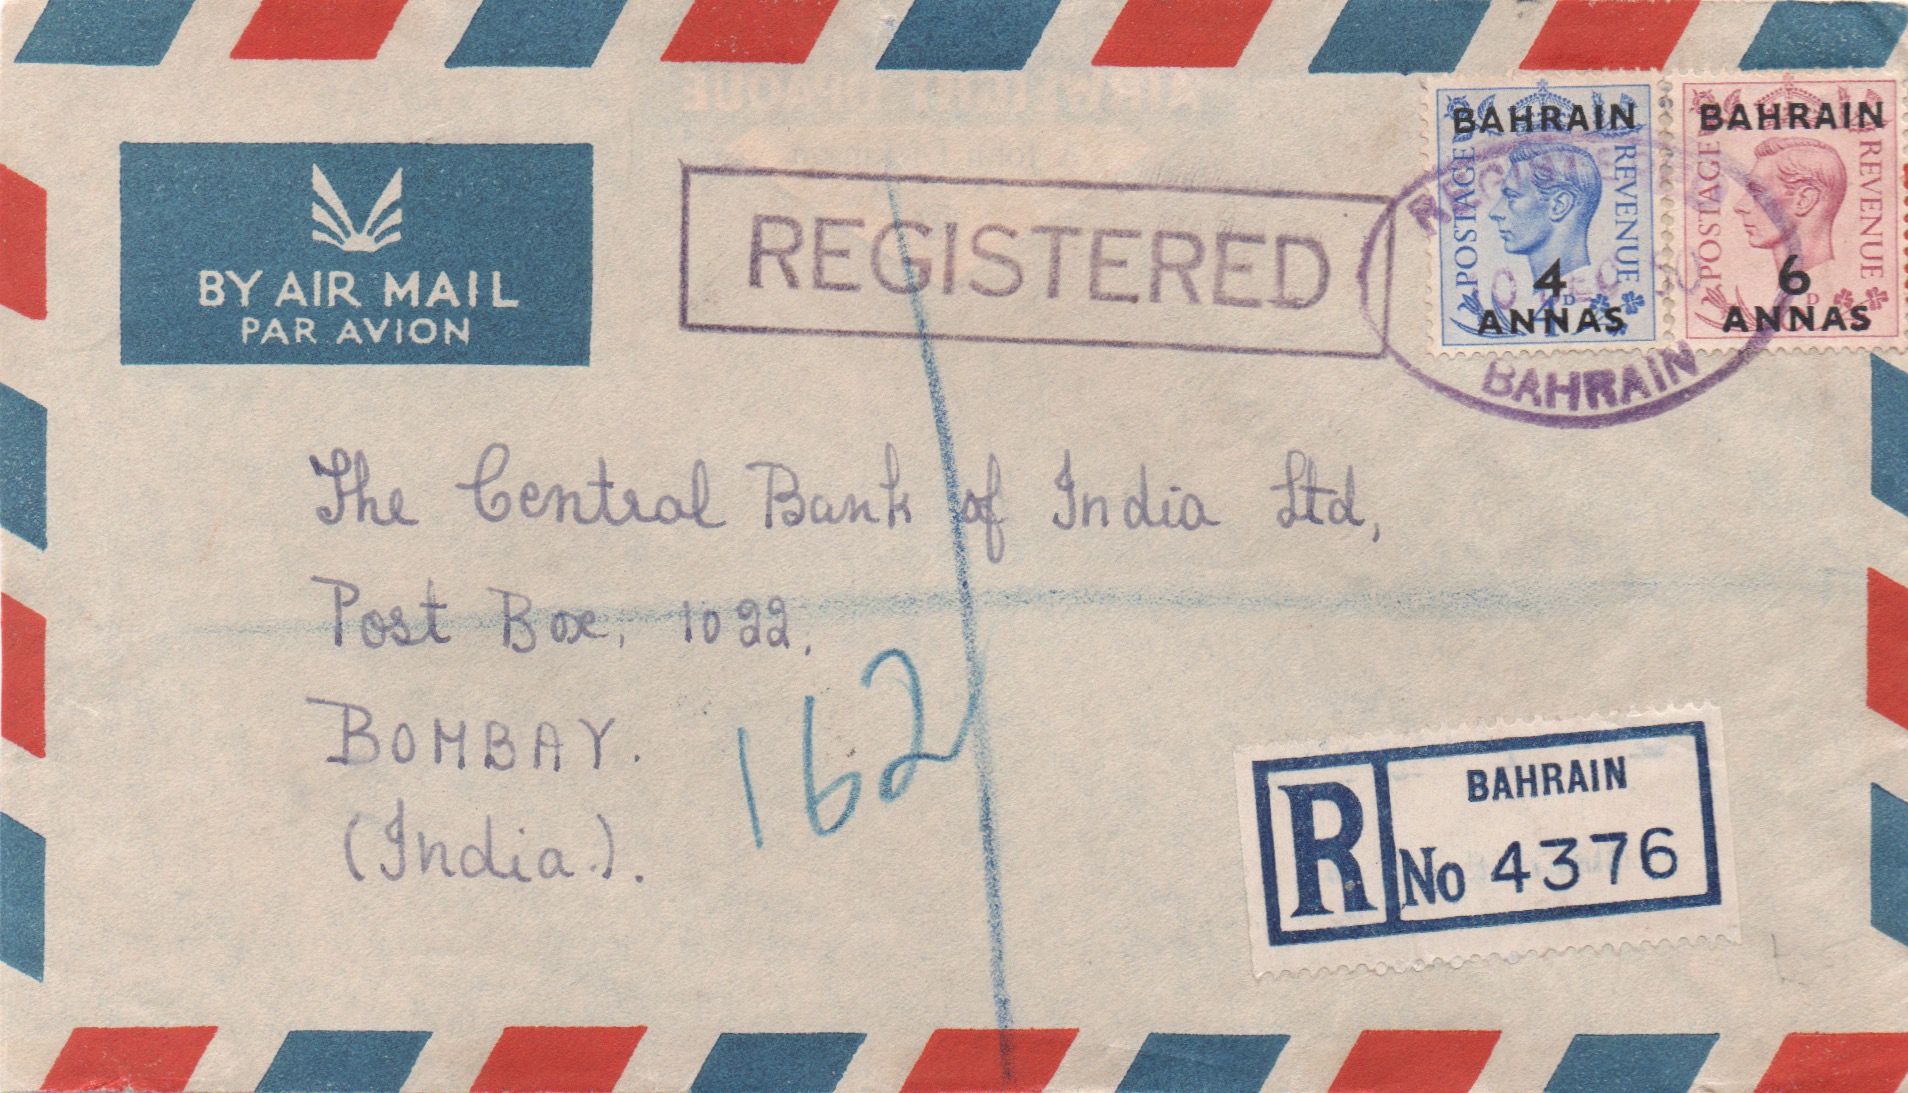 BY AIR MAIL
PAR AVION
REGISTERED
BAHRAIN
POSTAGE
REVENUE
4
ANNAS
BAHRAIN
POSTAGE
REVENUE
6
ANNAS
BAHRAIN
The Central Bank of India Ltd,
Post Box, 1022,
BOMBAY.
(India.).
162
R
BAHRAIN
No 4376